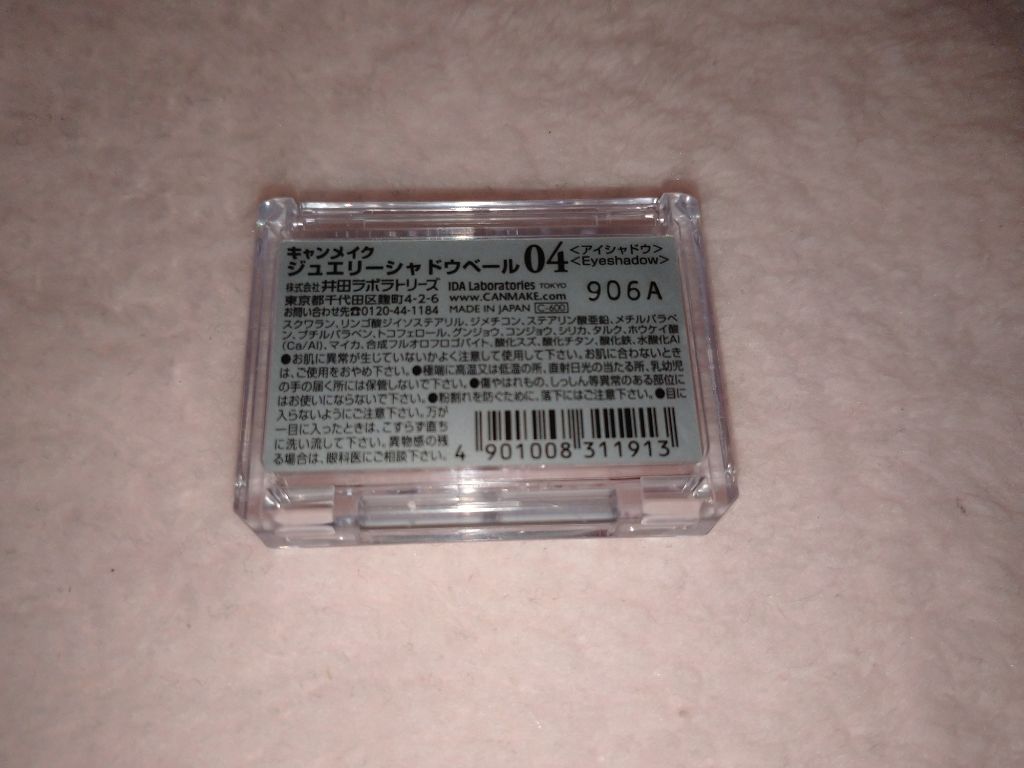 キャンメイク
ジュエリーシャドウベール 04 <アイシャドウ>
<Eyeshadow>
株式会社 井田ラボラトリーズ IDA Laboratories TOKYO
東京都千代田区麹町4-2-6 www.CANMAKE.com 906A
お問い合わせ先☎0120-44-1184 MADE IN JAPAN C-600
スクワラン、リンゴ酸ジイソステアリル、ジメチコン、ステアリン酸亜鉛、メチルパラベ
ン、ブチルパラベン、トコフェロール、グンジョウ、コンジョウ、シリカ、タルク、ホウケイ酸
(Ca/Al)、マイカ、合成フルオロフロゴパイト、酸化スズ、酸化チタン、酸化鉄、水酸化Al
●お肌に異常が生じていないかよく注意して使用して下さい。お肌に合わないとき
は、ご使用をおやめ下さい。●極端に高温又は低温の所、直射日光の当たる所、乳幼児
の手の届く所には保管しないで下さい。●傷やはれもの、しっしん等異常のある部位に
はお使いにならないで下さい。●粉割れを防ぐために、落下にはご注意下さい。●目に
入らないようにご注意下さい。万が
一目に入ったときは、こすらず直ち
に洗い流して下さい。異物感の残
る場合は、眼科医にご相談下さい。
4 901008 311913